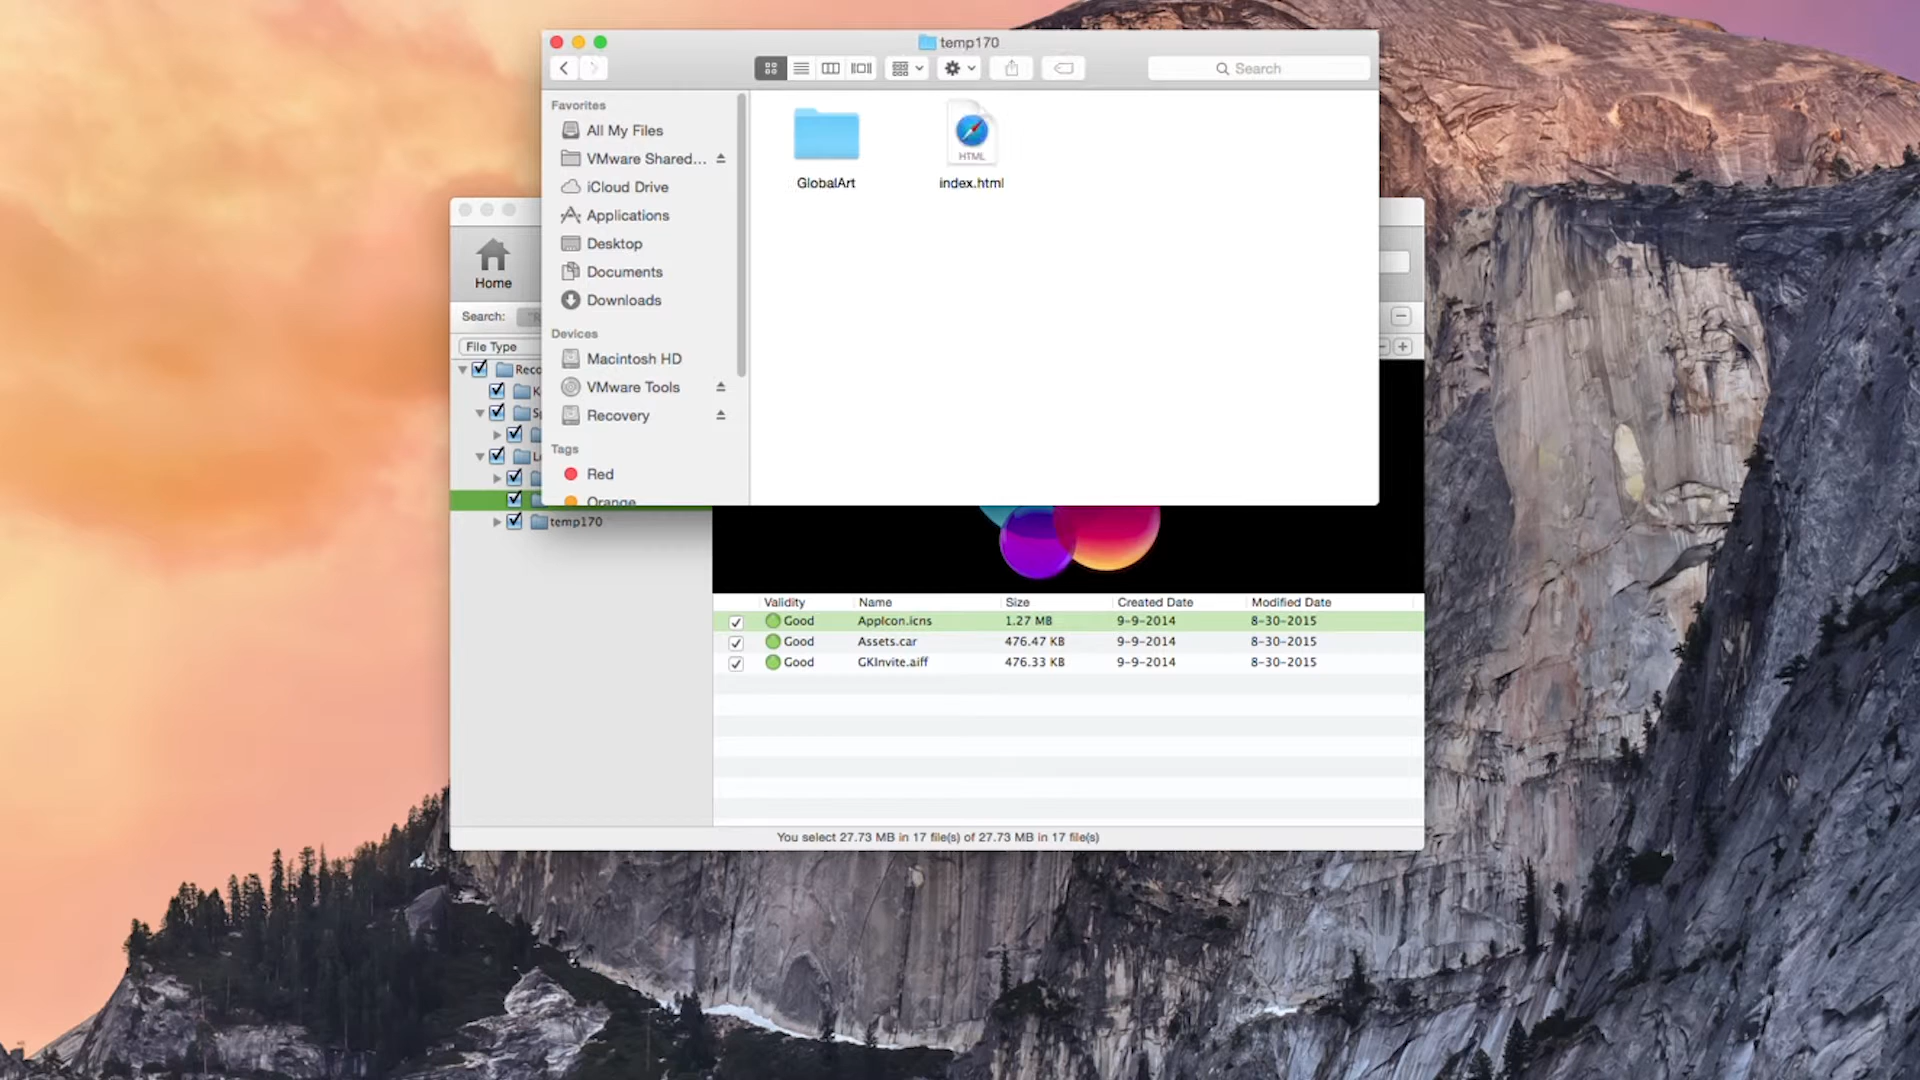 temp170
Search
Favorites
All My Files
VMware Shared...
iCloud Drive
Applications
Desktop
Documents
Downloads
Devices
Macintosh HD
VMware Tools
Recovery
Tags
Red
Orange
GlobalArt
HTML
index.html
Home
Search:
File Type
Reco
temp170
Validity Name Size Created Date Modified Date
Good AppIcon.icns 1.27 MB 9-9-2014 8-30-2015
Good Assets.car 476.47 KB 9-9-2014 8-30-2015
Good GKInvite.aiff 476.33 KB 9-9-2014 8-30-2015
You select 27.73 MB in 17 file(s) of 27.73 MB in 17 file(s)